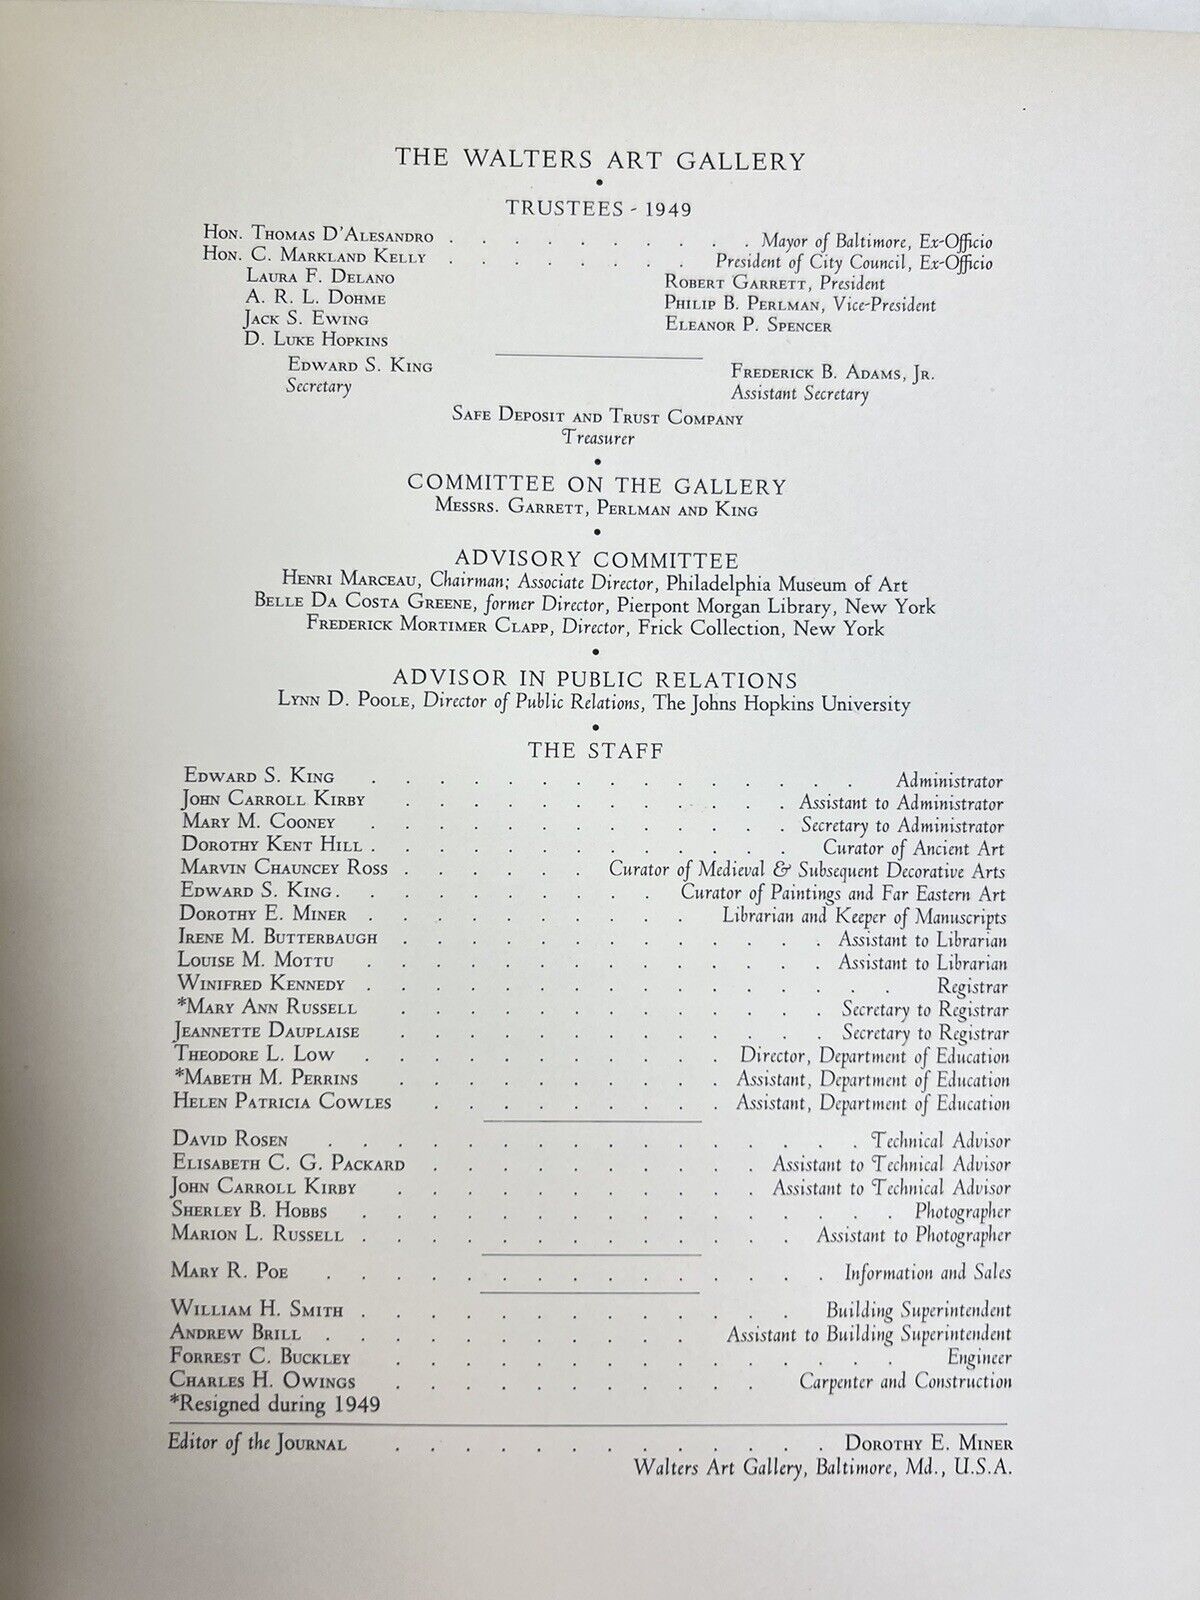 THE WALTERS ART GALLERY
•
TRUSTEES - 1949
HON. THOMAS D'ALESANDRO . . . . . . . . . Mayor of Baltimore, Ex-Officio
HON. C. MARKLAND KELLY . . . . . . . . President of City Council, Ex-Officio
LAURA F. DELANO ROBERT GARRETT, President
A. R. L. DOHME PHILIP B. PERLMAN, Vice-President
JACK S. EWING ELEANOR P. SPENCER
D. LUKE HOPKINS
EDWARD S. KING FREDERICK B. ADAMS, JR.
Secretary Assistant Secretary
SAFE DEPOSIT AND TRUST COMPANY
Treasurer
•
COMMITTEE ON THE GALLERY
MESSRS. GARRETT, PERLMAN AND KING
•
ADVISORY COMMITTEE
HENRI MARCEAU, Chairman; Associate Director, Philadelphia Museum of Art
BELLE DA COSTA GREENE, former Director, Pierpont Morgan Library, New York
FREDERICK MORTIMER CLAPP, Director, Frick Collection, New York
•
ADVISOR IN PUBLIC RELATIONS
LYNN D. POOLE, Director of Public Relations, The Johns Hopkins University
•
THE STAFF
EDWARD S. KING . . . . . . . . . . . . . . . Administrator
JOHN CARROLL KIRBY . . . . . . . . . . . . Assistant to Administrator
MARY M. COONEY . . . . . . . . . . . . . Secretary to Administrator
DOROTHY KENT HILL . . . . . . . . . . . . . Curator of Ancient Art
MARVIN CHAUNCEY ROSS . . . . . . Curator of Medieval & Subsequent Decorative Arts
EDWARD S. KING . . . . . . . . . . Curator of Paintings and Far Eastern Art
DOROTHY E. MINER . . . . . . . . . . Librarian and Keeper of Manuscripts
IRENE M. BUTTERBAUGH . . . . . . . . . . . . . Assistant to Librarian
LOUISE M. MOTTU . . . . . . . . . . . . . . Assistant to Librarian
WINIFRED KENNEDY . . . . . . . . . . . . . . . . Registrar
*MARY ANN RUSSELL . . . . . . . . . . . . . Secretary to Registrar
JEANNETTE DAUPLAISE . . . . . . . . . . . . . Secretary to Registrar
THEODORE L. LOW . . . . . . . . . . . Director, Department of Education
*MABETH M. PERRINS . . . . . . . . . . Assistant, Department of Education
HELEN PATRICIA COWLES . . . . . . . . . Assistant, Department of Education
DAVID ROSEN . . . . . . . . . . . . . . . . Technical Advisor
ELISABETH C. G. PACKARD . . . . . . . . . . Assistant to Technical Advisor
JOHN CARROLL KIRBY . . . . . . . . . . . Assistant to Technical Advisor
SHERLEY B. HOBBS . . . . . . . . . . . . . . . . Photographer
MARION L. RUSSELL . . . . . . . . . . . . . Assistant to Photographer
MARY R. POE . . . . . . . . . . . . . . . Information and Sales
WILLIAM H. SMITH . . . . . . . . . . . . . Building Superintendent
ANDREW BRILL . . . . . . . . . . . Assistant to Building Superintendent
FORREST C. BUCKLEY . . . . . . . . . . . . . . . Engineer
CHARLES H. OWINGS . . . . . . . . . . . Carpenter and Construction
*Resigned during 1949
Editor of the JOURNAL . . . . . . . . . . . . . DOROTHY E. MINER
Walters Art Gallery, Baltimore, Md., U.S.A.